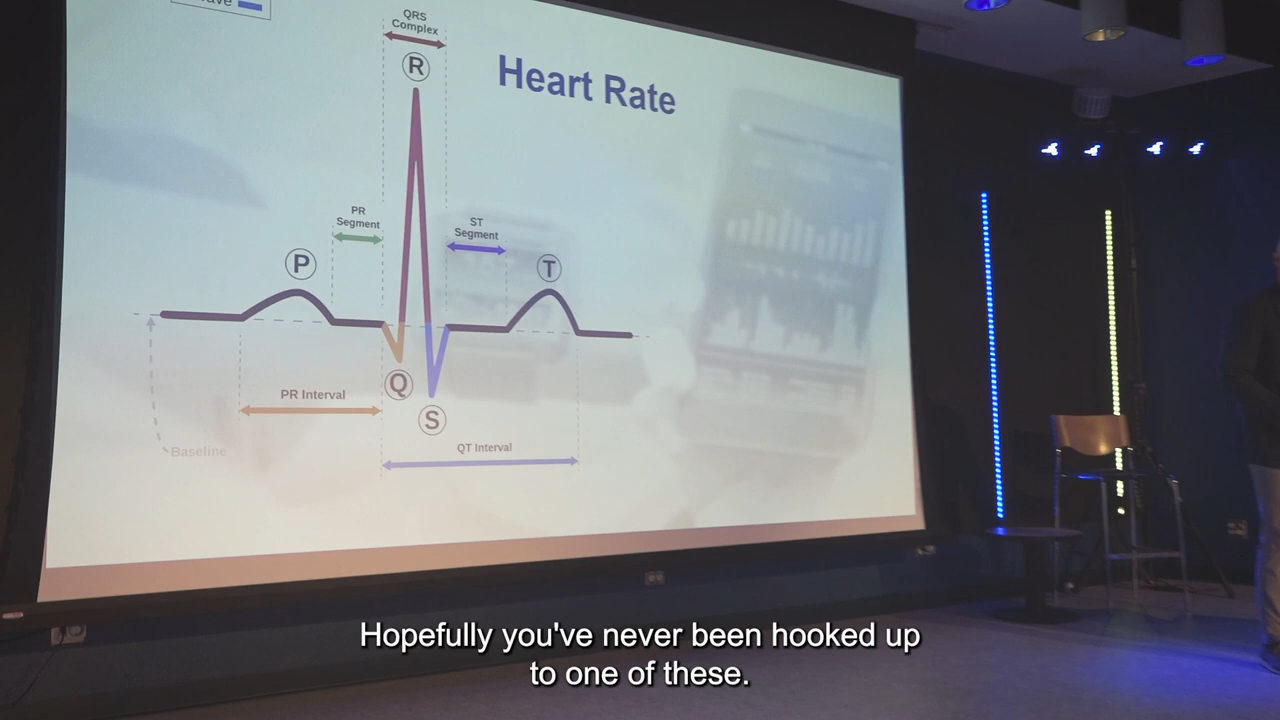 QRS
Complex
R
Heart Rate
PR
Segment
ST
Segment
P
T
Q
PR Interval
S
QT Interval
Baseline
Hopefully you've never been hooked up
to one of these.